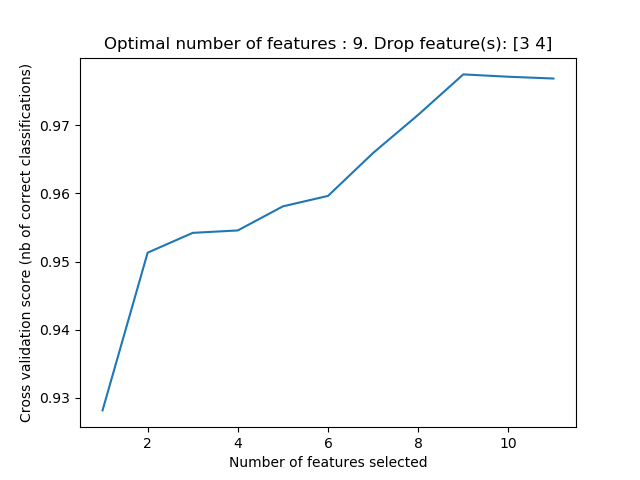 Optimal number of features : 9. Drop feature(s): [3 4]
Cross validation score (nb of correct classifications)
0.97
0.96
0.95
0.94
0.93
2 4 6 8 10
Number of features selected